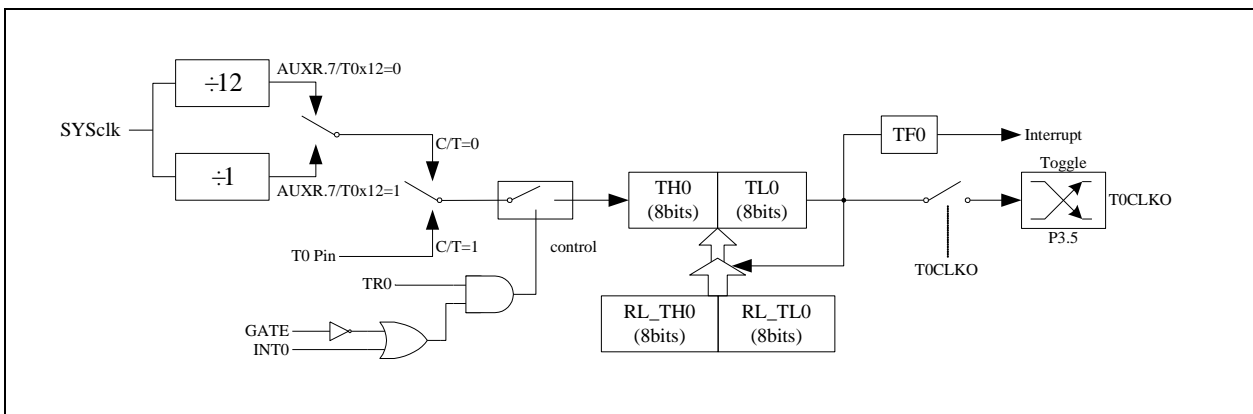 ÷12
AUXR.7/T0x12=0
SYSclk
÷1
AUXR.7/T0x12=1
C/T=0
T0 Pin
C/T=1
control
TR0
GATE
INT0
TH0
(8bits)
TL0
(8bits)
RL_TH0
(8bits)
RL_TL0
(8bits)
TF0
Interrupt
Toggle
T0CLKO
P3.5
T0CLKO